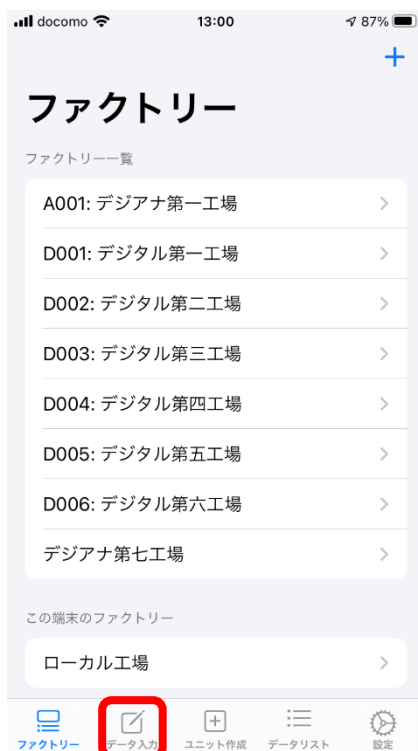 docomo 13:00 87%
ファクトリー
ファクトリー一覧
A001: デジアナ第一工場
D001: デジタル第一工場
D002: デジタル第二工場
D003: デジタル第三工場
D004: デジタル第四工場
D005: デジタル第五工場
D006: デジタル第六工場
デジアナ第七工場
この端末のファクトリー
ローカル工場
ファクトリー データ入力 ユニット作成 データリスト 設定